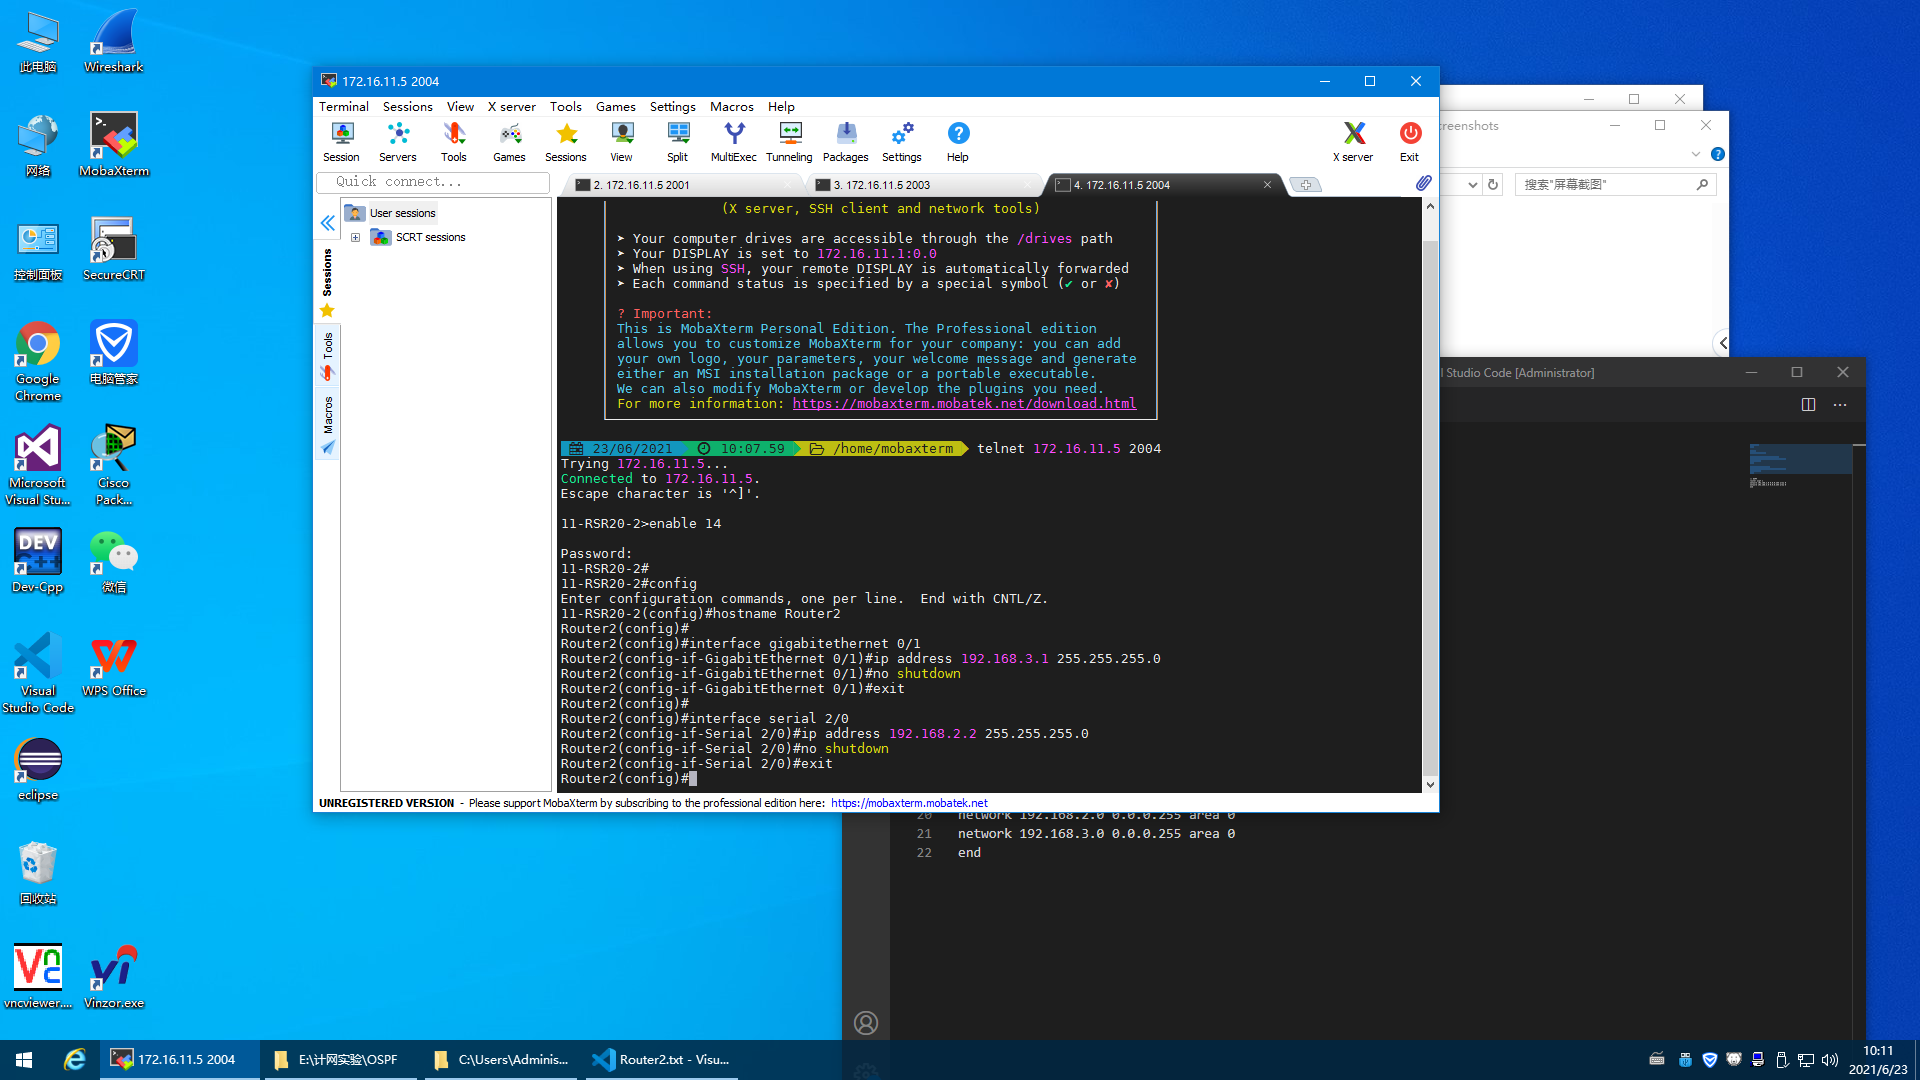 此电脑
Wireshark
网络
MobaXterm
控制面板
SecureCRT
Google Chrome
电脑管家
Microsoft Visual Stu...
Cisco Pack...
Dev-Cpp
微信
Visual Studio Code
WPS Office
eclipse
回收站
vncviewer....
Vinzor.exe
172.16.11.5 2004
Terminal Sessions View X server Tools Games Settings Macros Help
Session Servers Tools Games Sessions View Split MultiExec Tunneling Packages Settings Help X server Exit
Quick connect...
2. 172.16.11.5 2001
3. 172.16.11.5 2003
4. 172.16.11.5 2004
User sessions
SCRT sessions
Sessions
Tools
Macros
(X server, SSH client and network tools)
➤ Your computer drives are accessible through the /drives path
➤ Your DISPLAY is set to 172.16.11.1:0.0
➤ When using SSH, your remote DISPLAY is automatically forwarded
➤ Each command status is specified by a special symbol (✔ or ✘)
? Important:
This is MobaXterm Personal Edition. The Professional edition
allows you to customize MobaXterm for your company: you can add
your own logo, your parameters, your welcome message and generate
either an MSI installation package or a portable executable.
We can also modify MobaXterm or develop the plugins you need.
For more information: https://mobaxterm.mobatek.net/download.html
23/06/2021 10:07.59 /home/mobaxterm telnet 172.16.11.5 2004
Trying 172.16.11.5...
Connected to 172.16.11.5.
Escape character is '^]'.
11-RSR20-2>enable 14
Password:
11-RSR20-2#
11-RSR20-2#config
Enter configuration commands, one per line.  End with CNTL/Z.
11-RSR20-2(config)#hostname Router2
Router2(config)#
Router2(config)#interface gigabitethernet 0/1
Router2(config-if-GigabitEthernet 0/1)#ip address 192.168.3.1 255.255.255.0
Router2(config-if-GigabitEthernet 0/1)#no shutdown
Router2(config-if-GigabitEthernet 0/1)#exit
Router2(config)#
Router2(config)#interface serial 2/0
Router2(config-if-Serial 2/0)#ip address 192.168.2.2 255.255.255.0
Router2(config-if-Serial 2/0)#no shutdown
Router2(config-if-Serial 2/0)#exit
Router2(config)#
UNREGISTERED VERSION - Please support MobaXterm by subscribing to the professional edition here: https://mobaxterm.mobatek.net
reenshots
搜索"屏幕截图"
l Studio Code [Administrator]
20 network 192.168.2.0 0.0.0.255 area 0
21 network 192.168.3.0 0.0.0.255 area 0
22 end
172.16.11.5 2004
E:\计网实验\OSPF
C:\Users\Adminis...
Router2.txt - Visu...
10:11
2021/6/23